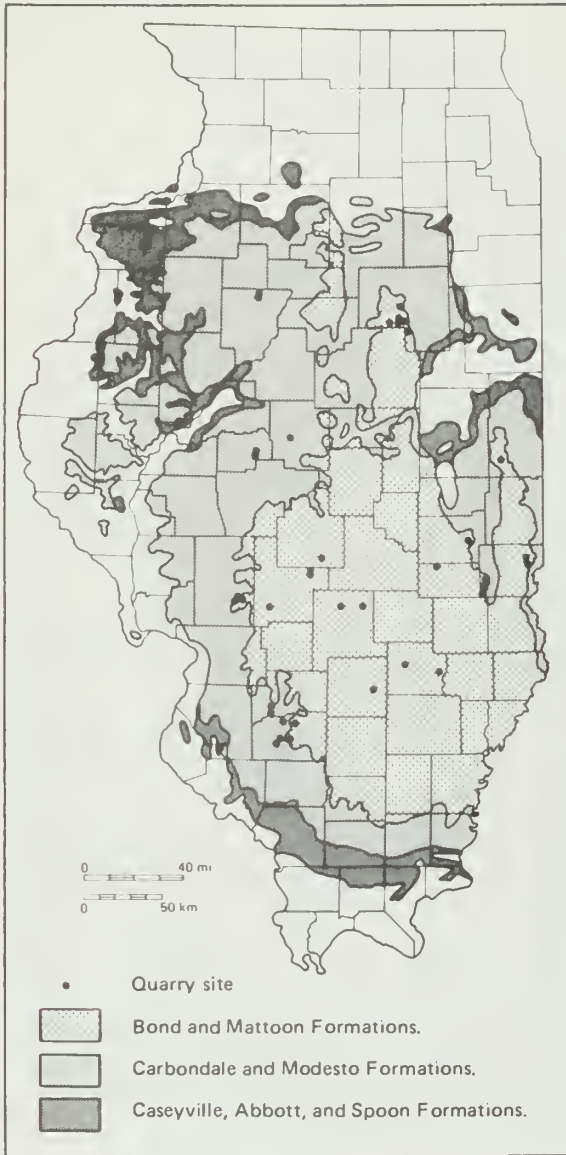 0 40 mi
0 50 km
Quarry site
Bond and Mattoon Formations.
Carbondale and Modesto Formations.
Caseyville, Abbott, and Spoon Formations.